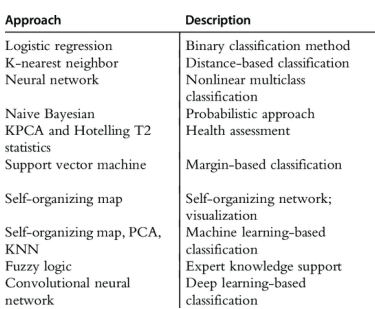 Approach Description
Logistic regression Binary classification method
K-nearest neighbor Distance-based classification
Neural network Nonlinear multiclass
classification
Naive Bayesian Probabilistic approach
KPCA and Hotelling T2 Health assessment
statistics
Support vector machine Margin-based classification
Self-organizing map Self-organizing network;
visualization
Self-organizing map, PCA, Machine learning-based
KNN classification
Fuzzy logic Expert knowledge support
Convolutional neural Deep learning-based
network classification